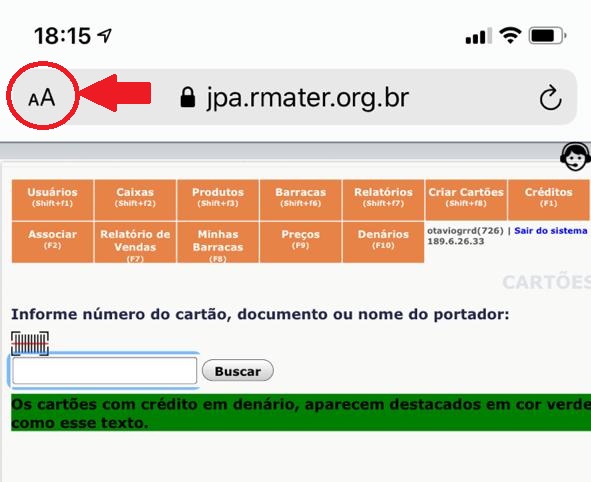 18:15
AA
jpa.rmater.org.br
Usuários
(Shift+f1)
Caixas
(Shift+f2)
Produtos
(Shift+f3)
Barracas
(Shift+f6)
Relatórios
(Shift+f7)
Criar Cartões
(Shift+f8)
Créditos
(F1)
Associar
(F2)
Relatório de
Vendas
(F7)
Minhas
Barracas
(F8)
Preços
(F9)
Denários
(F10)
otaviogrrd(726) | Sair do sistema
189.6.26.33
CARTÕES
Informe número do cartão, documento ou nome do portador:
Buscar
Os cartões com crédito em denário, aparecem destacados em cor verde
como esse texto.